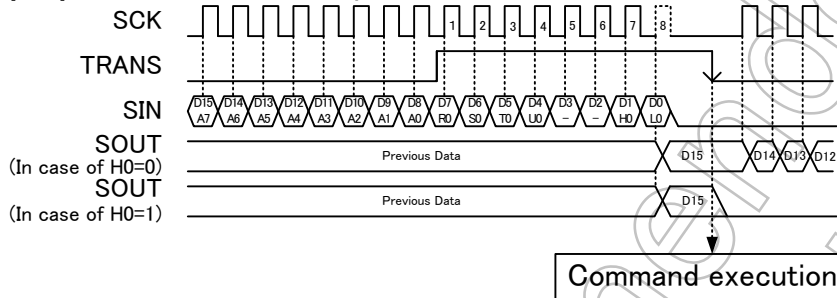 SCK 1 2 3 4 5 6 7 8
TRANS
SIN D15 D14 D13 D12 D11 D10 D9 D8 D7 D6 D5 D4 D3 D2 D1 D0
A7 A6 A5 A4 A3 A2 A1 A0 R0 S0 T0 U0 - - H0 L0
SOUT Previous Data D15 D14 D13 D12
(In case of H0=0)
SOUT Previous Data D15
(In case of H0=1)
Command execution